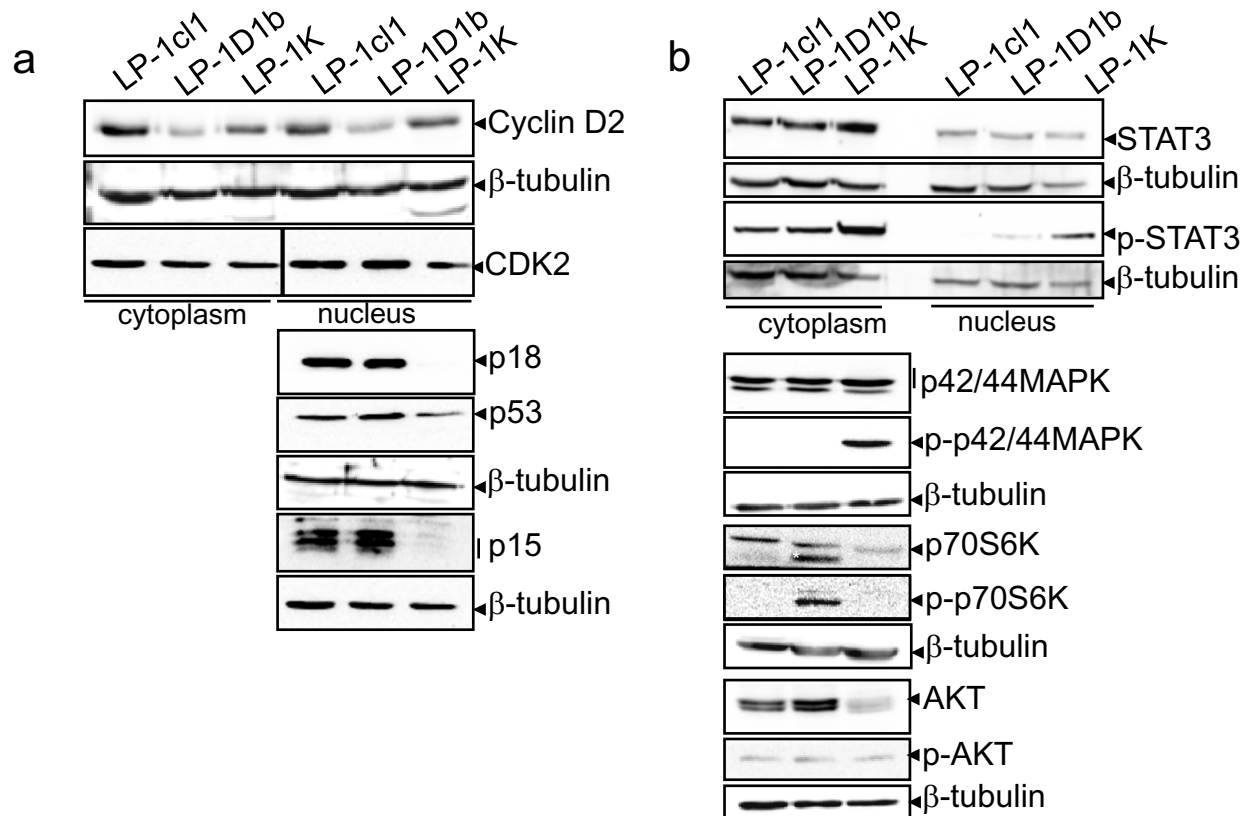 a
LP-1cl1 LP-1D1b LP-1K LP-1cl1 LP-1D1b LP-1K
Cyclin D2
β-tubulin
CDK2
cytoplasm nucleus
p18
p53
β-tubulin
p15
β-tubulin
b
LP-1cl1 LP-1D1b LP-1K LP-1cl1 LP-1D1b LP-1K
STAT3
β-tubulin
p-STAT3
β-tubulin
cytoplasm nucleus
p42/44MAPK
p-p42/44MAPK
β-tubulin
p70S6K
p-p70S6K
β-tubulin
AKT
p-AKT
β-tubulin